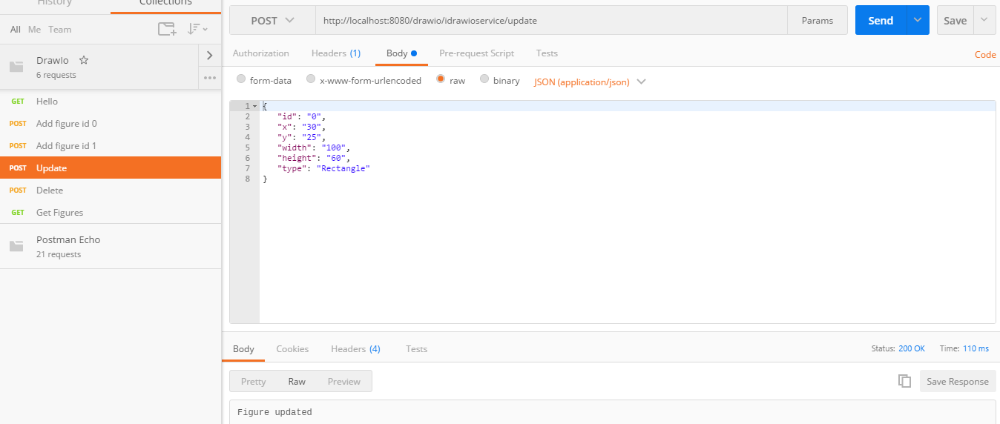 History Collections
All Me Team
DrawIo
6 requests
GET Hello
POST Add figure id 0
POST Add figure id 1
POST Update
POST Delete
GET Get Figures
Postman Echo
21 requests
POST http://localhost:8080/drawio/idrawioservice/update Params Send Save
Authorization Headers (1) Body Pre-request Script Tests Code
form-data x-www-form-urlencoded raw binary JSON (application/json)
1 {
2 "id": "0",
3 "x": "30",
4 "y": "25",
5 "width": "100",
6 "height": "60",
7 "type": "Rectangle"
8 }
Body Cookies Headers (4) Tests Status: 200 OK Time: 110 ms
Pretty Raw Preview Save Response
Figure updated